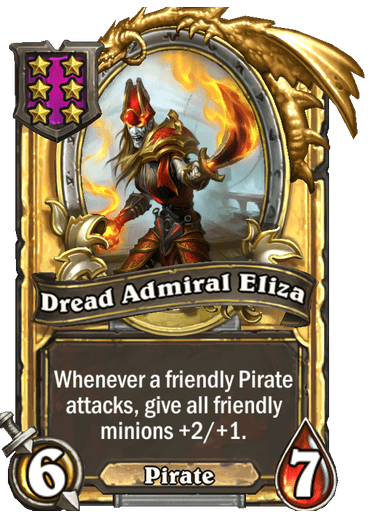 Dread Admiral Eliza
Whenever a friendly Pirate
attacks, give all friendly
minions +2/+1.
6
Pirate
7